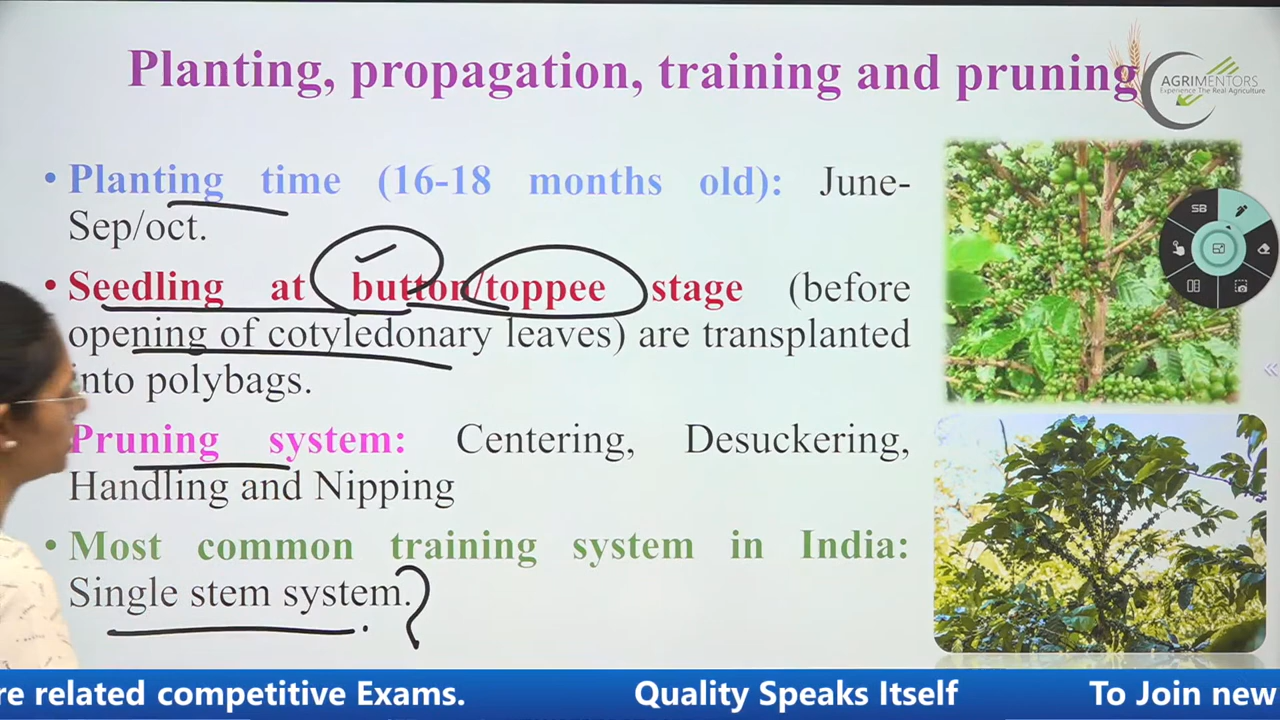 Planting, propagation, training and pruning
AGRIMENTORS
Experience The Real Agriculture
• Planting time (16-18 months old): June-
Sep/oct.
• Seedling at button/toppee stage (before
opening of cotyledonary leaves) are transplanted
into polybags.
Pruning system: Centering, Desuckering,
Handling and Nipping
• Most common training system in India:
Single stem system.?
SB
re related competitive Exams. Quality Speaks Itself To Join new